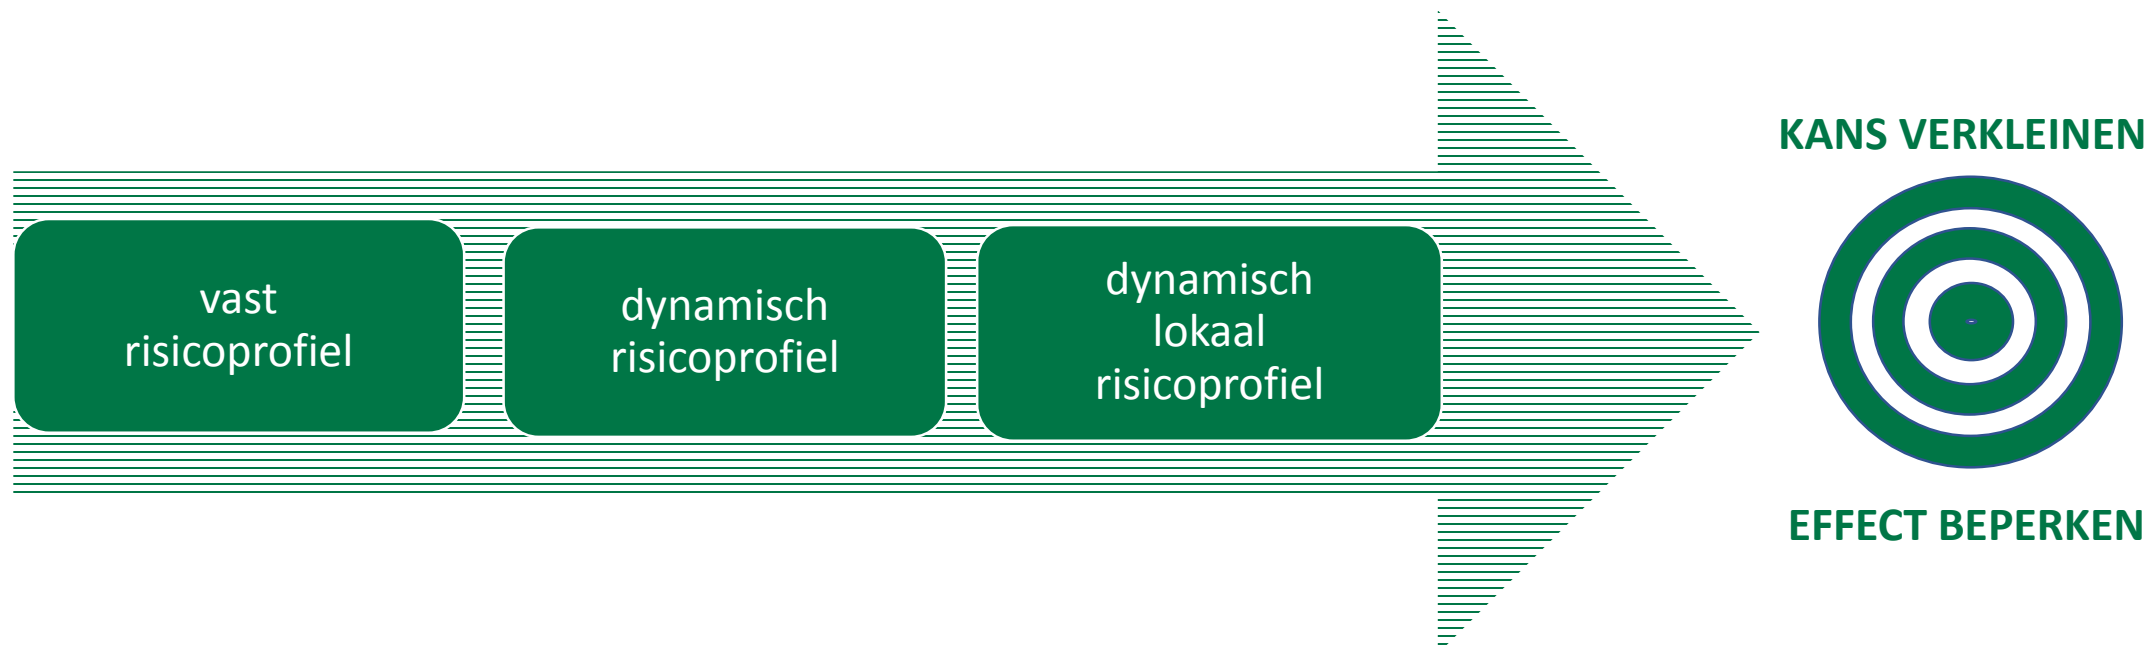 vast
risicoprofiel
dynamisch
risicoprofiel
dynamisch
lokaal
risicoprofiel
KANS VERKLEINEN
EFFECT BEPERKEN